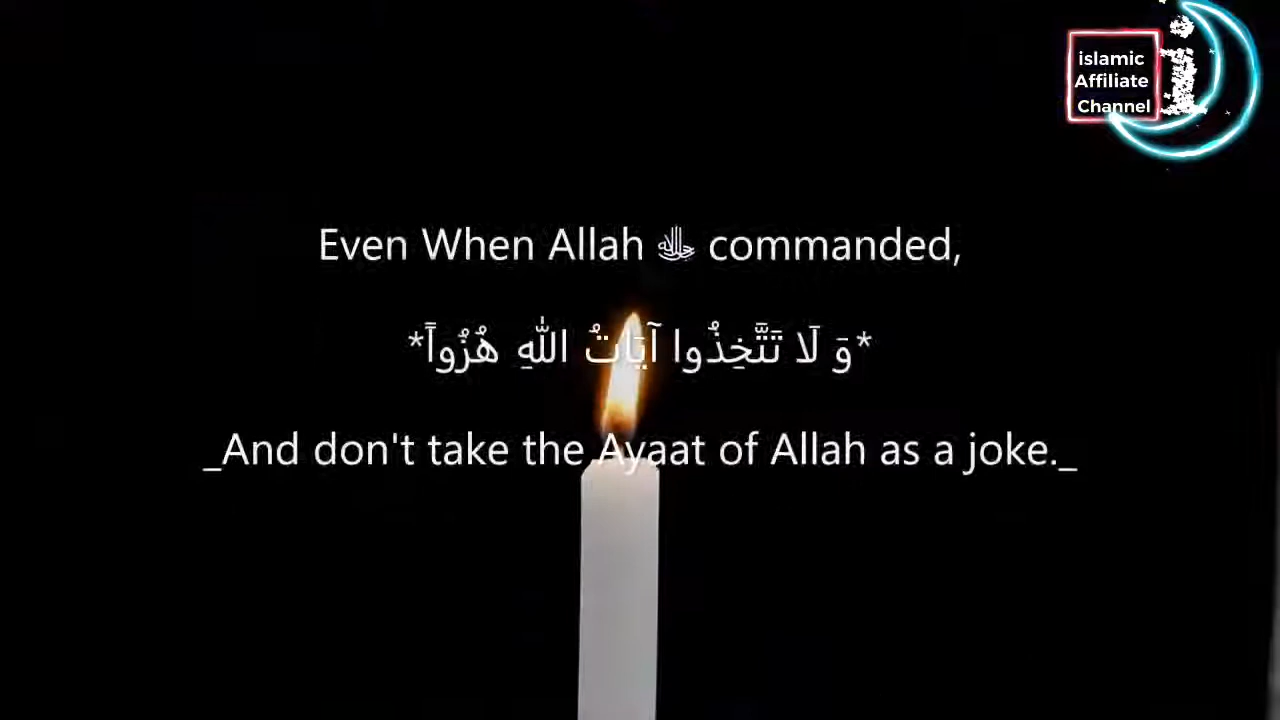 islamic
Affiliate
Channel
Even When Allah ﷻ commanded,
*وَ لَا تَتَّخِذُوا آيَاتُ اللّٰهِ هُزُواً*
_And don't take the Ayaat of Allah as a joke._